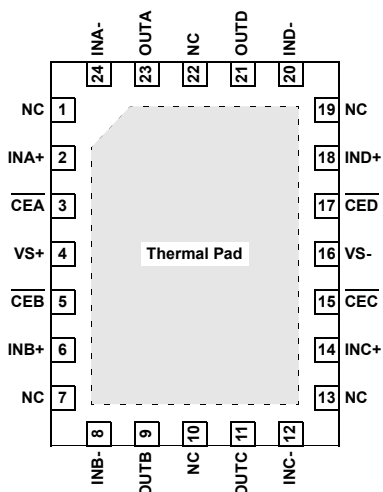 INA-
OUTA
NC
OUTD
IND-
24
23
22
21
20
NC 1
19 NC
INA+ 2
18 IND+
CEA 3
17 CED
VS+ 4
Thermal Pad
16 VS-
CEB 5
15 CEC
INB+ 6
14 INC+
NC 7
13 NC
8
9
10
11
12
INB-
OUTB
NC
OUTC
INC-